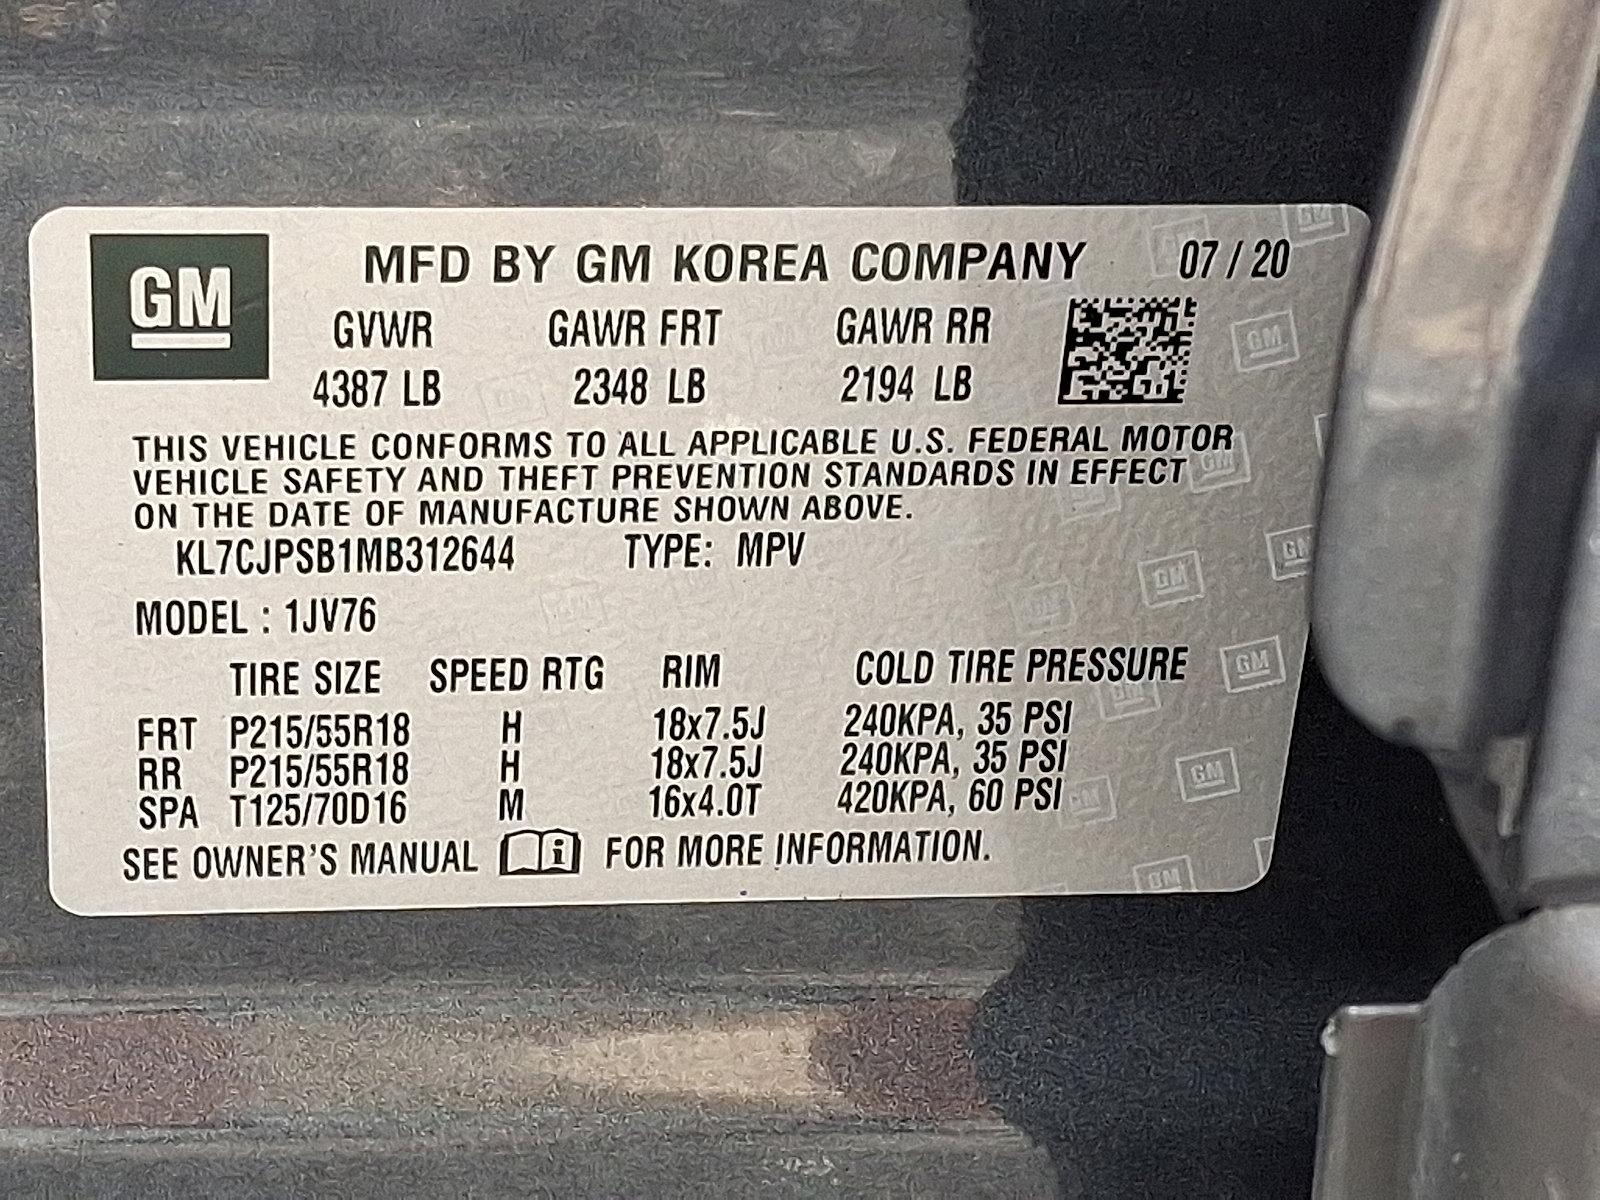 GM
MFD BY GM KOREA COMPANY 07 / 20
GVWR GAWR FRT GAWR RR
4387 LB 2348 LB 2194 LB
THIS VEHICLE CONFORMS TO ALL APPLICABLE U.S. FEDERAL MOTOR
VEHICLE SAFETY AND THEFT PREVENTION STANDARDS IN EFFECT
ON THE DATE OF MANUFACTURE SHOWN ABOVE.
KL7CJPSB1MB312644 TYPE: MPV
MODEL : 1JV76
TIRE SIZE SPEED RTG RIM COLD TIRE PRESSURE
FRT P215/55R18 H 18x7.5J 240KPA, 35 PSI
RR P215/55R18 H 18x7.5J 240KPA, 35 PSI
SPA T125/70D16 M 16x4.0T 420KPA, 60 PSI
SEE OWNER'S MANUAL i FOR MORE INFORMATION.